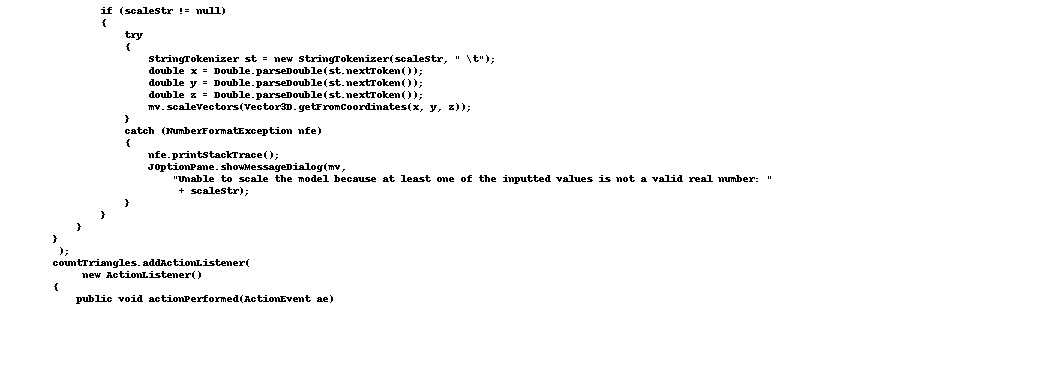 if (scaleStr != null)
{
try
{
StringTokenizer st = new StringTokenizer(scaleStr, " \t");
double x = Double.parseDouble(st.nextToken());
double y = Double.parseDouble(st.nextToken());
double z = Double.parseDouble(st.nextToken());
mv.scaleVectors(Vector3D.getFromCoordinates(x, y, z));
}
catch (NumberFormatException nfe)
{
nfe.printStackTrace();
JOptionPane.showMessageDialog(mv,
"Unable to scale the model because at least one of the inputted values is not a valid real number: "
+ scaleStr);
}
}
}
}
);
countTriangles.addActionListener(
new ActionListener()
{
public void actionPerformed(ActionEvent ae)